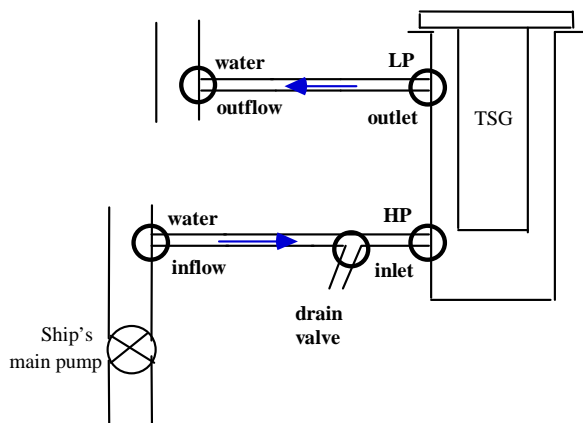 water
LP
outflow
outlet
TSG
water
HP
inflow
inlet
drain
valve
Ship's
main pump